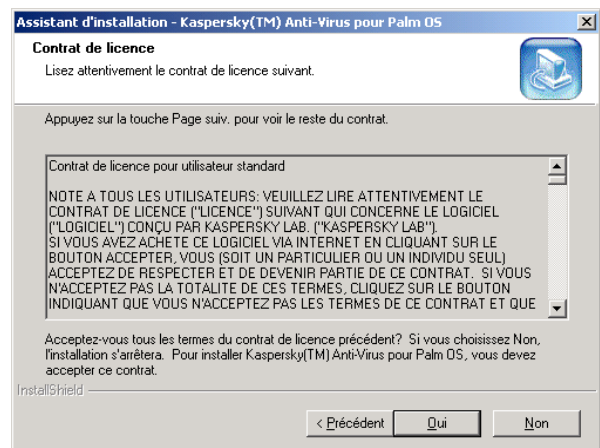 Assistant d'installation - Kaspersky(TM) Anti-Virus pour Palm OS
Contrat de licence
Lisez attentivement le contrat de licence suivant.
Appuyez sur la touche Page suiv. pour voir le reste du contrat.
Contrat de licence pour utilisateur standard
NOTE A TOUS LES UTILISATEURS: VEUILLEZ LIRE ATTENTIVEMENT LE
CONTRAT DE LICENCE ("LICENCE") SUIVANT QUI CONCERNE LE LOGICIEL
("LOGICIEL") CONÇU PAR KASPERSKY LAB. ("KASPERSKY LAB").
SI VOUS AVEZ ACHETE CE LOGICIEL VIA INTERNET EN CLIQUANT SUR LE
BOUTON ACCEPTER, VOUS (SOIT UN PARTICULIER OU UN INDIVIDU SEUL)
ACCEPTEZ DE RESPECTER ET DE DEVENIR PARTIE DE CE CONTRAT. SI VOUS
N'ACCEPTEZ PAS LA TOTALITE DE CES TERMES, CLIQUEZ SUR LE BOUTON
INDIQUANT QUE VOUS N'ACCEPTEZ PAS LES TERMES DE CE CONTRAT ET QUE
Acceptez-vous tous les termes du contrat de licence précédent? Si vous choisissez Non,
l'installation s'arrêtera. Pour installer Kaspersky(TM) Anti-Virus pour Palm OS, vous devez
accepter ce contrat.
InstallShield
< Précédent
Oui
Non